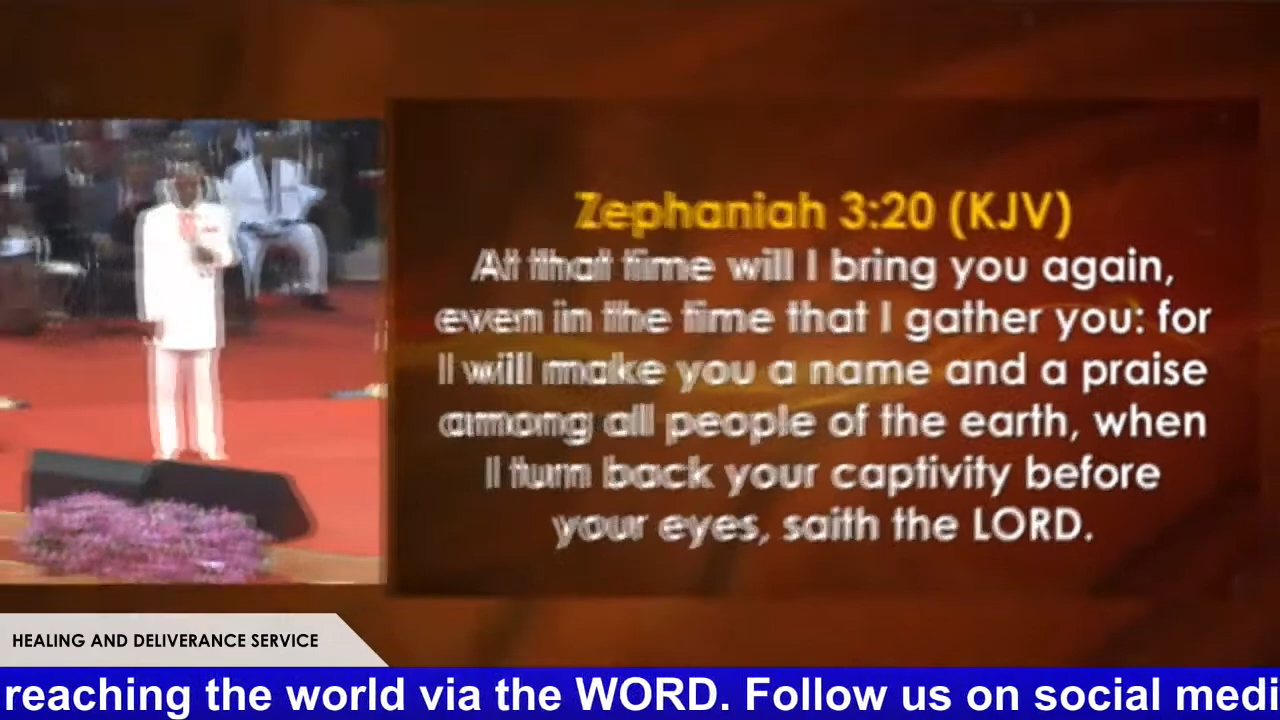 Zephaniah 3:20 (KJV)
At that time will I bring you again,
even in the time that I gather you: for
I will make you a name and a praise
among all people of the earth, when
I turn back your captivity before
your eyes, saith the LORD.
HEALING AND DELIVERANCE SERVICE
reaching the world via the WORD. Follow us on social medi